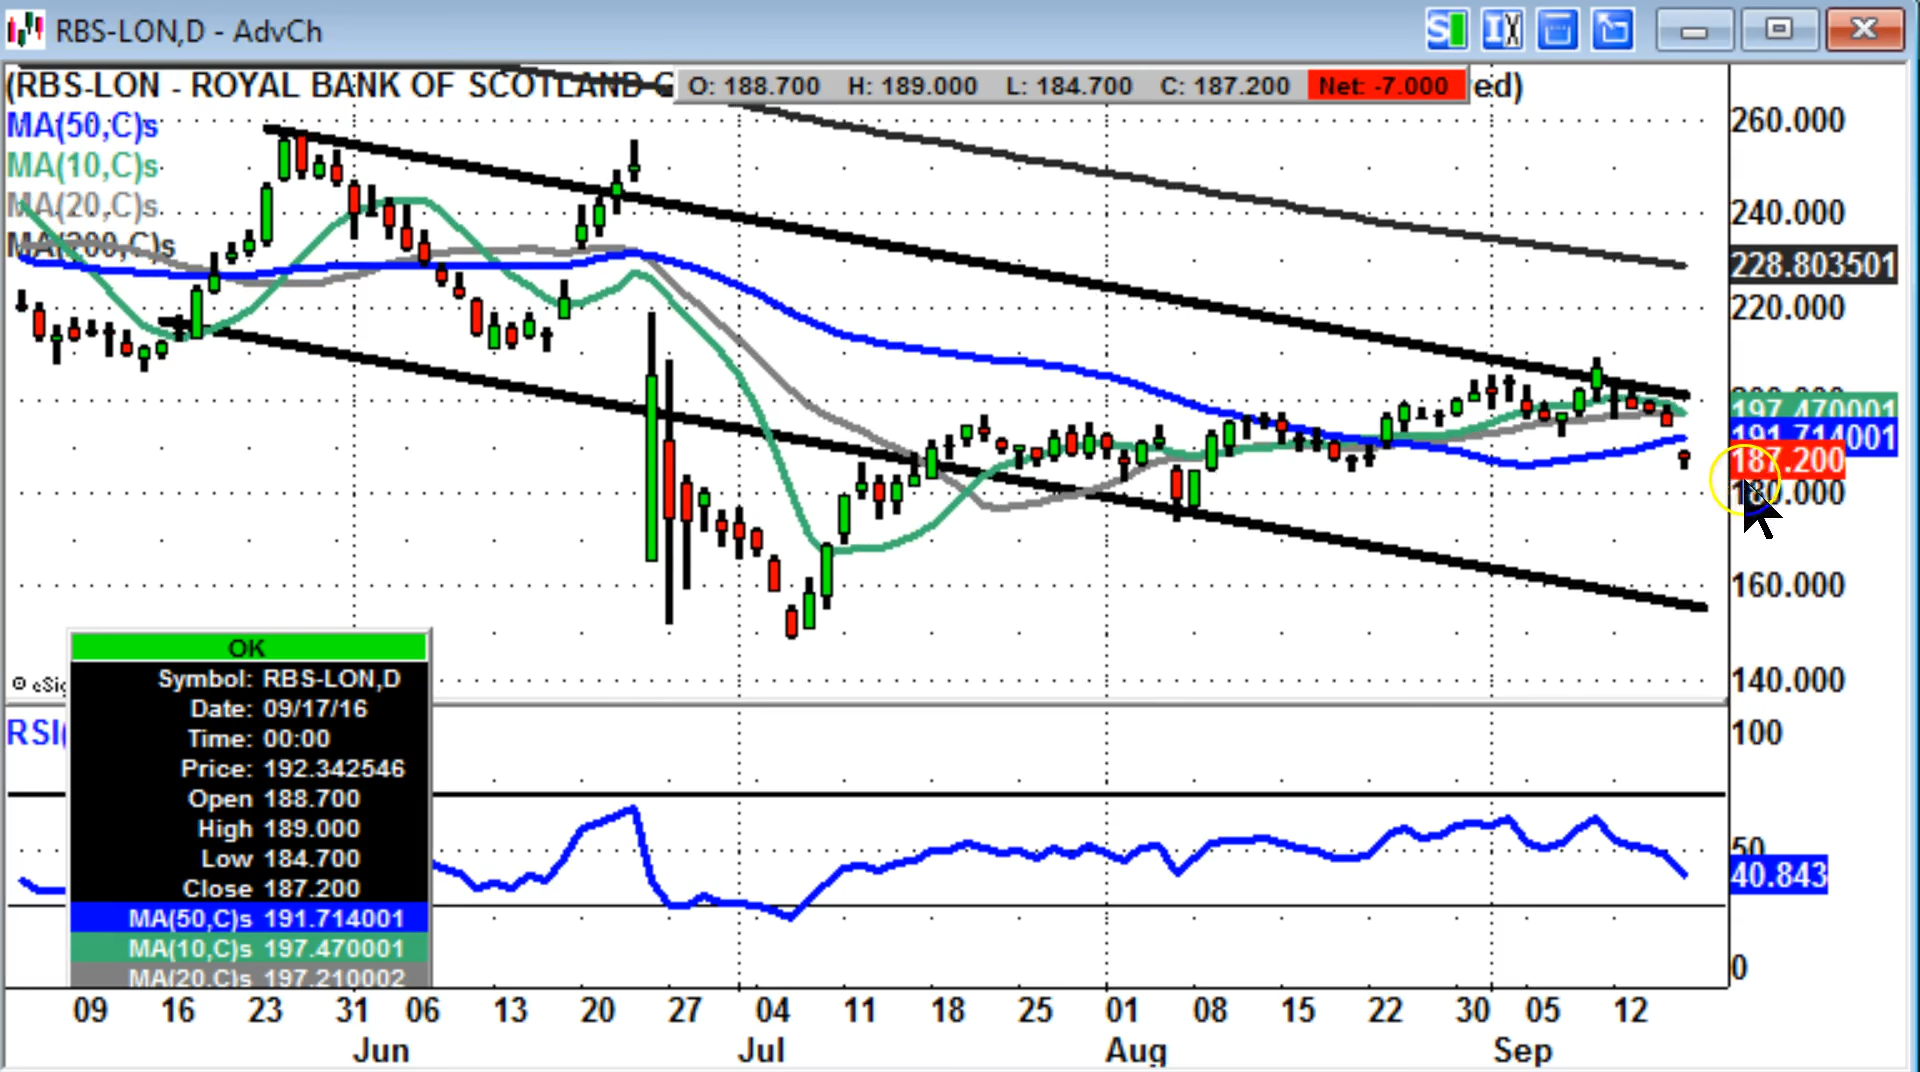 RBS-LON,D - AdvCh
(RBS-LON - ROYAL BANK OF SCOTLAND
O: 188.700 H: 189.000 L: 184.700 C: 187.200 Net: -7.000
ed)
MA(50,C)s
MA(10,C)s
MA(20,C)s
MA(200,C)s
260.000
240.000
228.803501
220.000
197.470001
191.714001
187.200
180.000
160.000
140.000
OK
Symbol: RBS-LON,D
Date: 09/17/16
Time: 00:00
Price: 192.342546
Open 188.700
High 189.000
Low 184.700
Close 187.200
MA(50,C)s 191.714001
MA(10,C)s 197.470001
MA(20,C)s 197.210002
© eSig
RSI(
100
50
40.843
0
09 16 23 31 06 13 20 27 04 11 18 25 01 08 15 22 30 05 12
Jun Jul Aug Sep